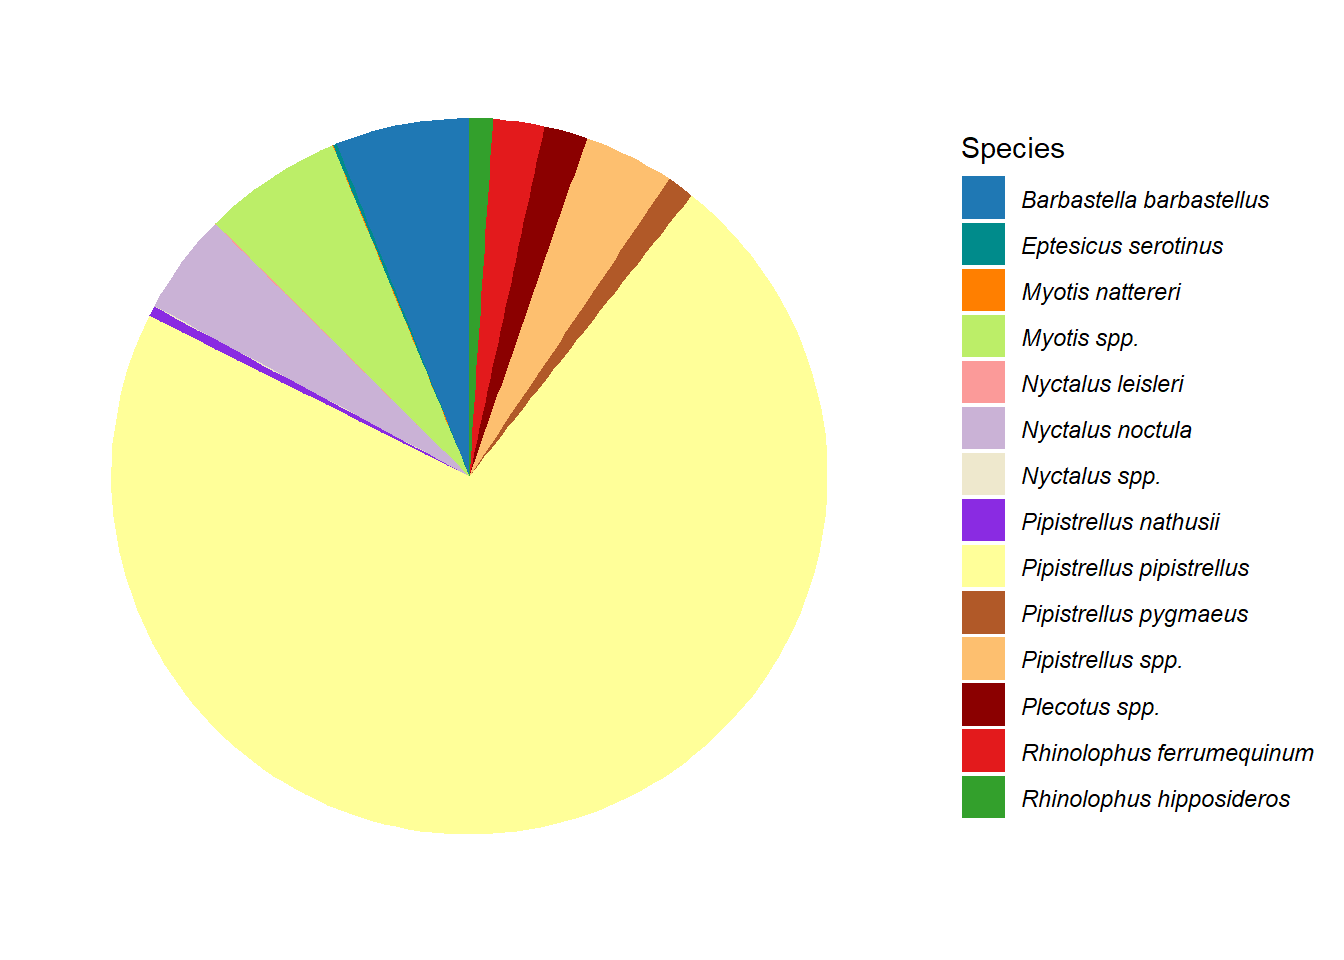 Species
Barbastella barbastellus
Eptesicus serotinus
Myotis nattereri
Myotis spp.
Nyctalus leisleri
Nyctalus noctula
Nyctalus spp.
Pipistrellus nathusii
Pipistrellus pipistrellus
Pipistrellus pygmaeus
Pipistrellus spp.
Plecotus spp.
Rhinolophus ferrumequinum
Rhinolophus hipposideros